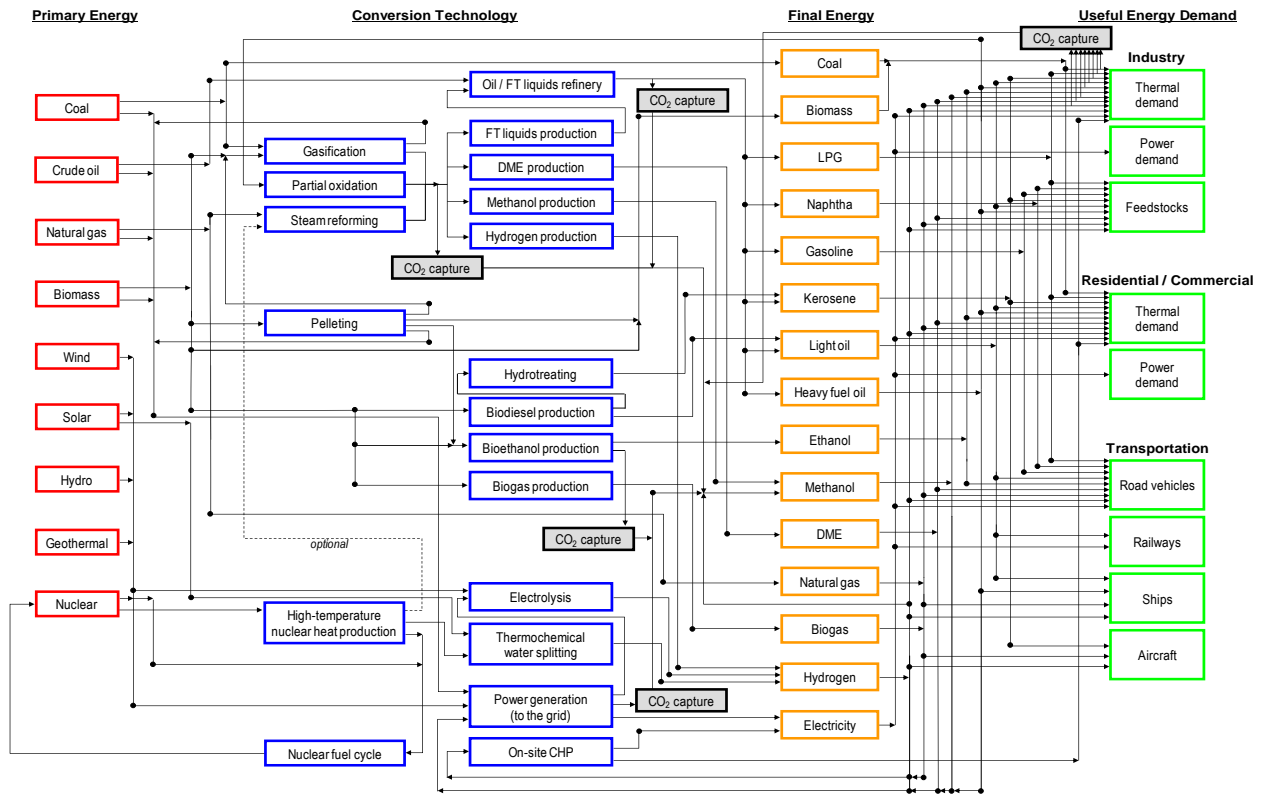 Primary Energy
Conversion Technology
Final Energy
Useful Energy Demand
Coal
Crude oil
Natural gas
Biomass
Wind
Solar
Hydro
Geothermal
Nuclear
Gasification
Partial oxidation
Steam reforming
Pelleting
optional
High-temperature
nuclear heat production
Nuclear fuel cycle
Oil / FT liquids refinery
CO2 capture
FT liquids production
DME production
Methanol production
Hydrogen production
CO2 capture
Hydrotreating
Biodiesel production
Bioethanol production
Biogas production
CO2 capture
Electrolysis
Thermochemical
water splitting
Power generation
(to the grid)
CO2 capture
On-site CHP
Coal
Biomass
LPG
Naphtha
Gasoline
Kerosene
Light oil
Heavy fuel oil
Ethanol
Methanol
DME
Natural gas
Biogas
Hydrogen
Electricity
CO2 capture
Industry
Thermal
demand
Power
demand
Feedstocks
Residential / Commercial
Thermal
demand
Power
demand
Transportation
Road vehicles
Railways
Ships
Aircraft